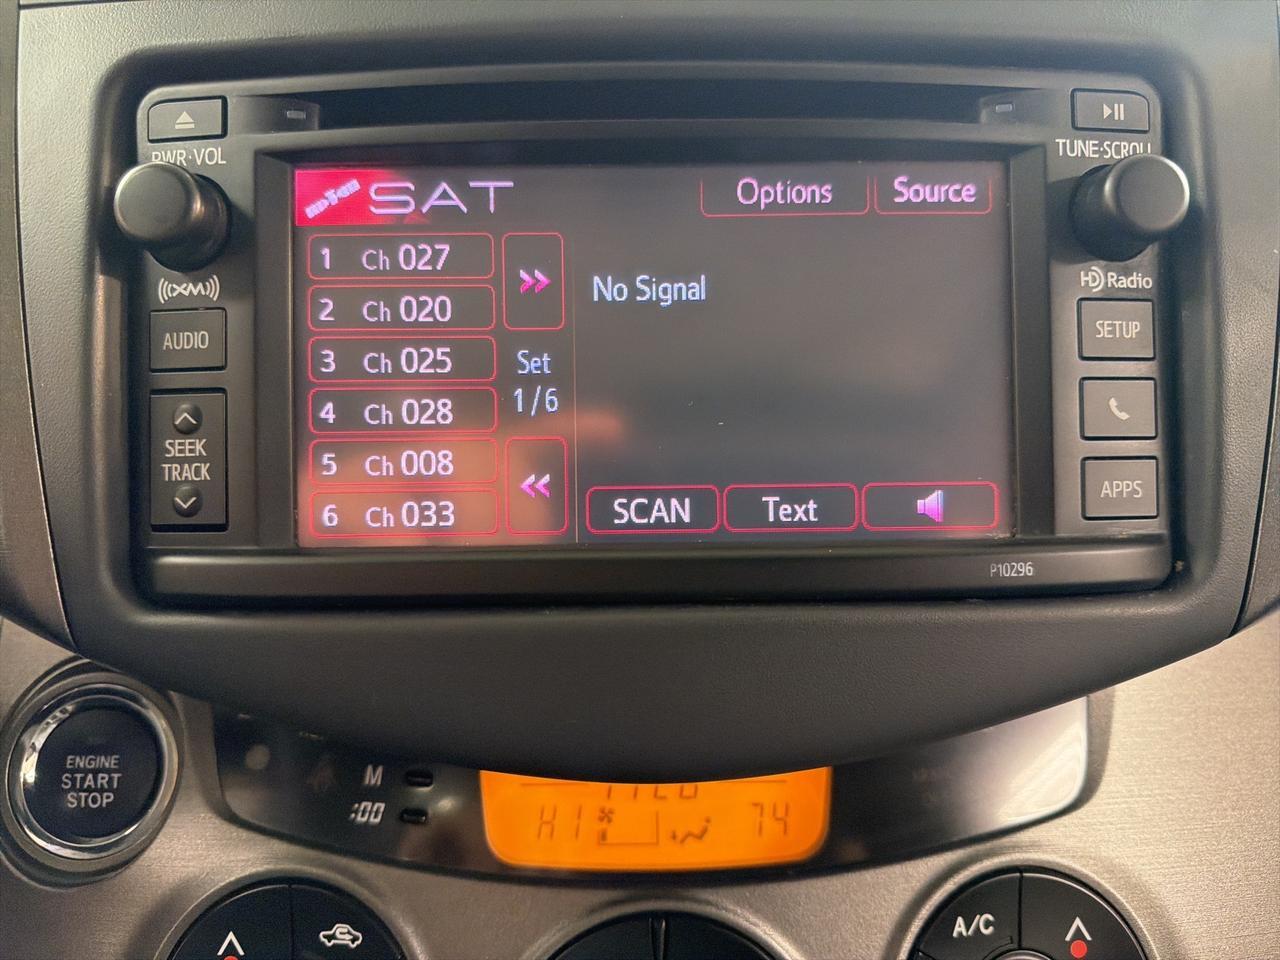 PWR·VOL
TUNE·SCROLL
SAT
Options
Source
((XM))
HD Radio
1 Ch 027
2 Ch 020
3 Ch 025
4 Ch 028
5 Ch 008
6 Ch 033
>>
Set
1/6
<<
No Signal
SCAN
Text
AUDIO
SEEK
TRACK
SETUP
APPS
P10296
ENGINE
START
STOP
M
:00
HI
74
A/C